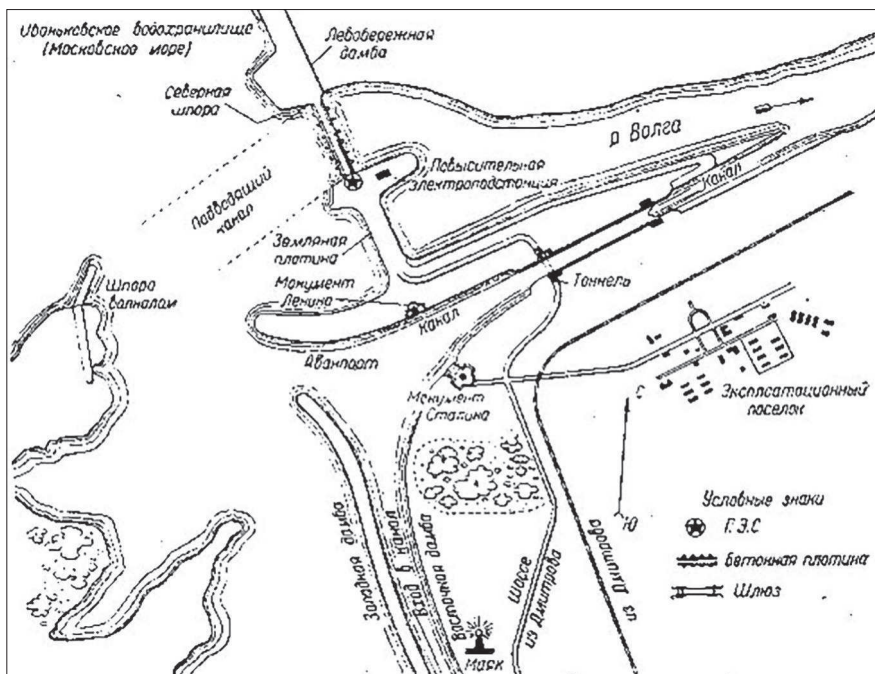 Иваньковское водохранилище
(Московское море)
Левобережная
дамба
Северная
шпора
р. Волга
Повысительная
электроподстанция
Канал
Подводящий
канал
Земляная
плотина
Монумент
Ленина
Шпора
Канал
Тоннель
Аванпорт
Монумент
Сталина
С
Эксплоатационный
поселок
Ю
Западная дамба
Вход в канал
Восточная дамба
Шоссе
из Дмитрова
из Дмитрова
Маяк
Условные знаки
Г.Э.С
Бетонная плотина
Шлюз